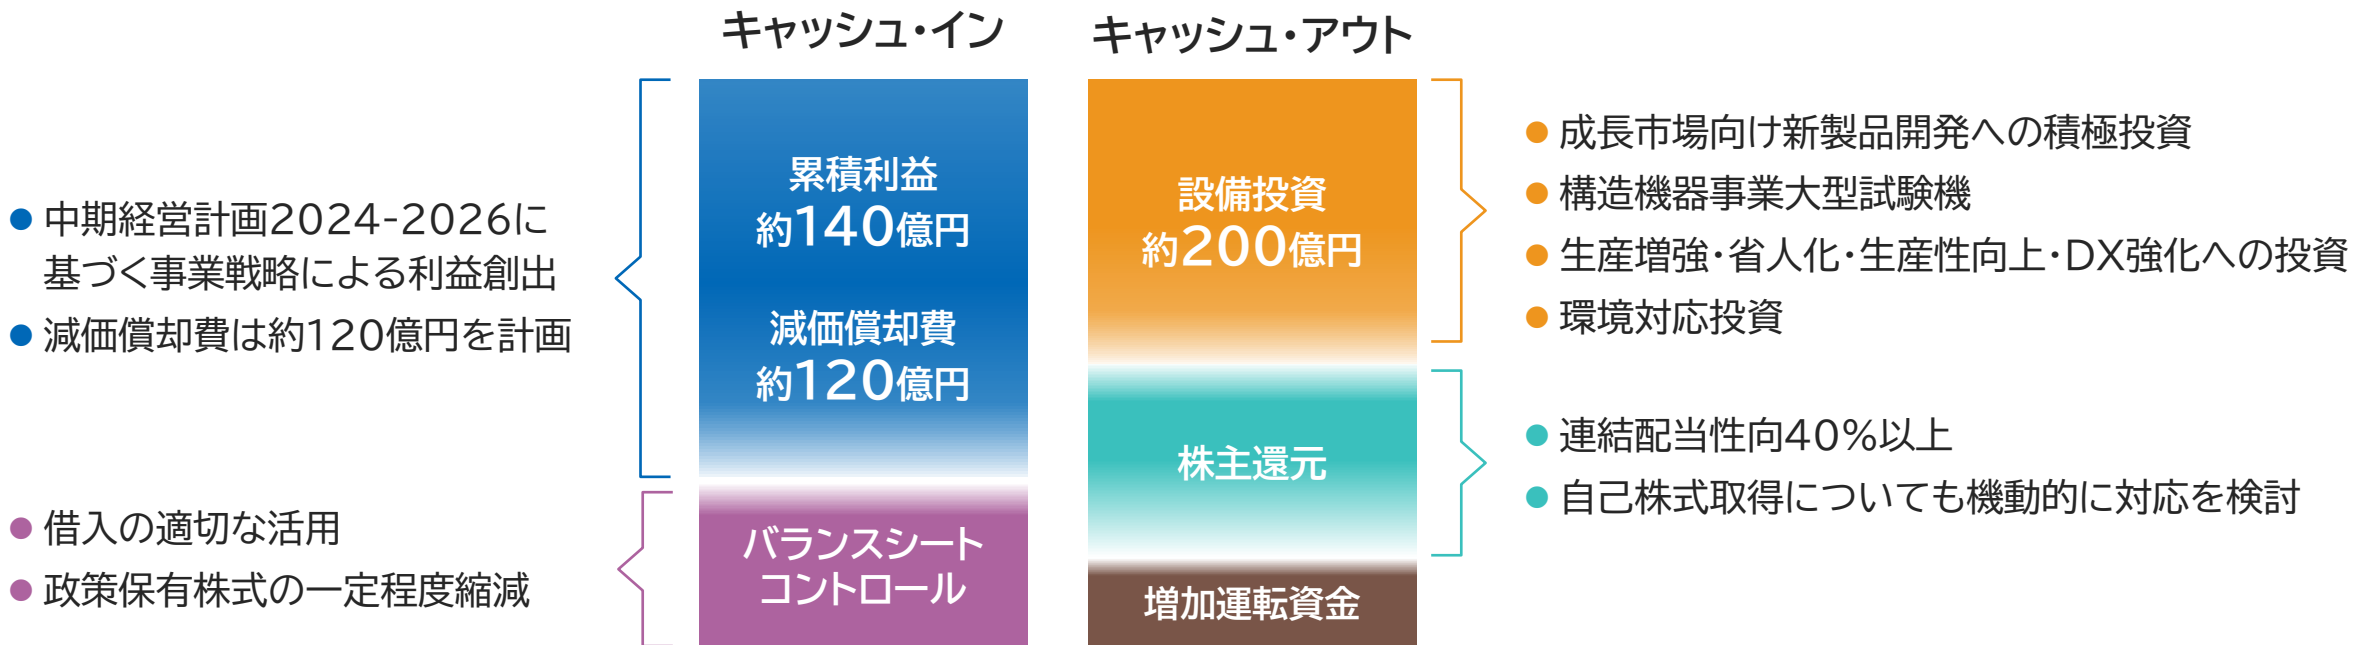 キャッシュ・イン
キャッシュ・アウト
中期経営計画2024-2026に
基づく事業戦略による利益創出
減価償却費は約120億円を計画
借入の適切な活用
政策保有株式の一定程度縮減
累積利益
約140億円
減価償却費
約120億円
バランスシート
コントロール
設備投資
約200億円
株主還元
増加運転資金
成長市場向け新製品開発への積極投資
構造機器事業大型試験機
生産増強・省人化・生産性向上・DX強化への投資
環境対応投資
連結配当性向40%以上
自己株式取得についても機動的に対応を検討